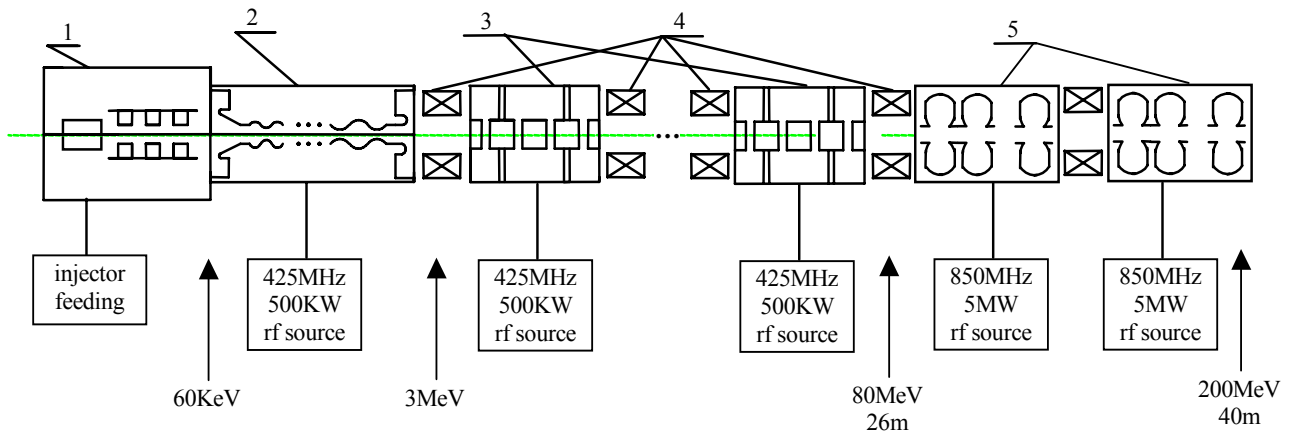 1
2
3
4
5
injector
feeding
425MHz
500KW
rf source
425MHz
500KW
rf source
425MHz
500KW
rf source
850MHz
5MW
rf source
850MHz
5MW
rf source
60KeV
3MeV
80MeV
26m
200MeV
40m